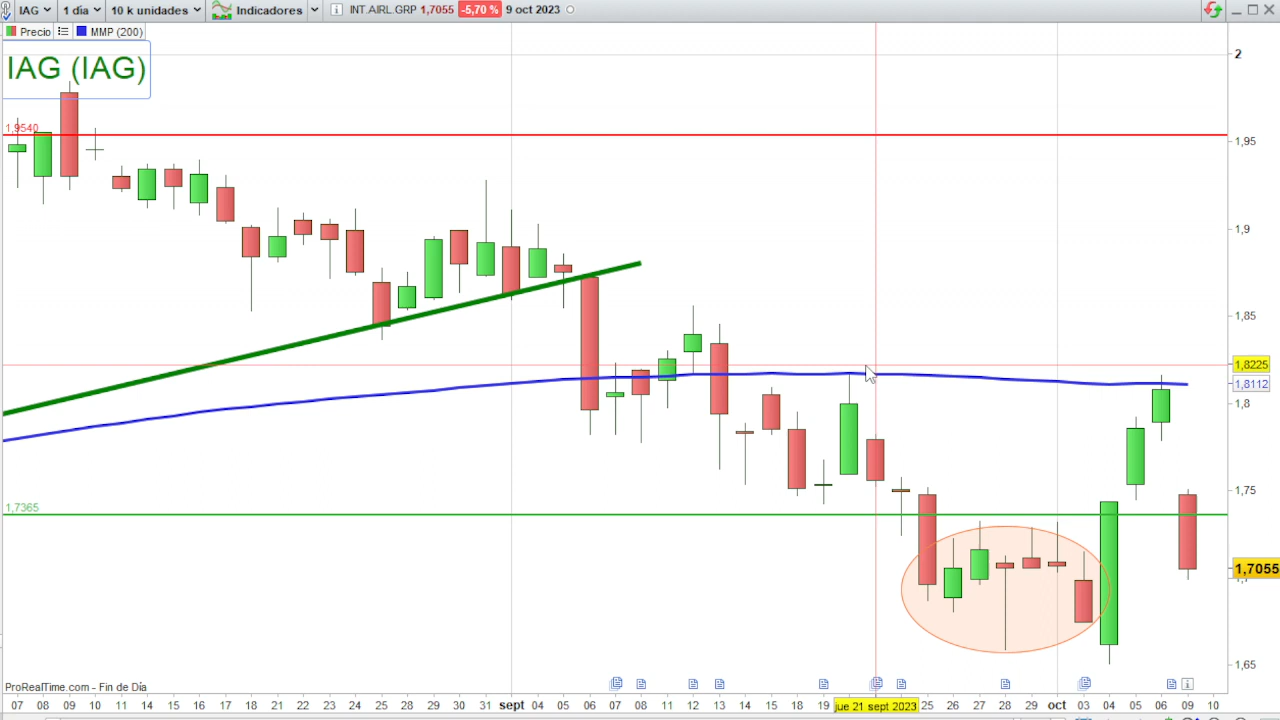 IAG 1 día 10 k unidades Indicadores INT.AIRL.GRP 1,7055 -5,70 % 9 oct 2023
Precio MMP (200)
IAG (IAG)
2
1,9540
1,95
1,9
1,85
1,8225
1,8112
1,8
1,75
1,7365
1,7055
1,65
ProRealTime.com - Fin de Día
07 08 09 10 11 14 15 16 17 18 21 22 23 24 25 28 29 30 31 sept 04 05 06 07 08 11 12 13 14 15 18 19 jue 21 sept 2023 25 26 27 28 29 oct 03 04 05 06 09 10